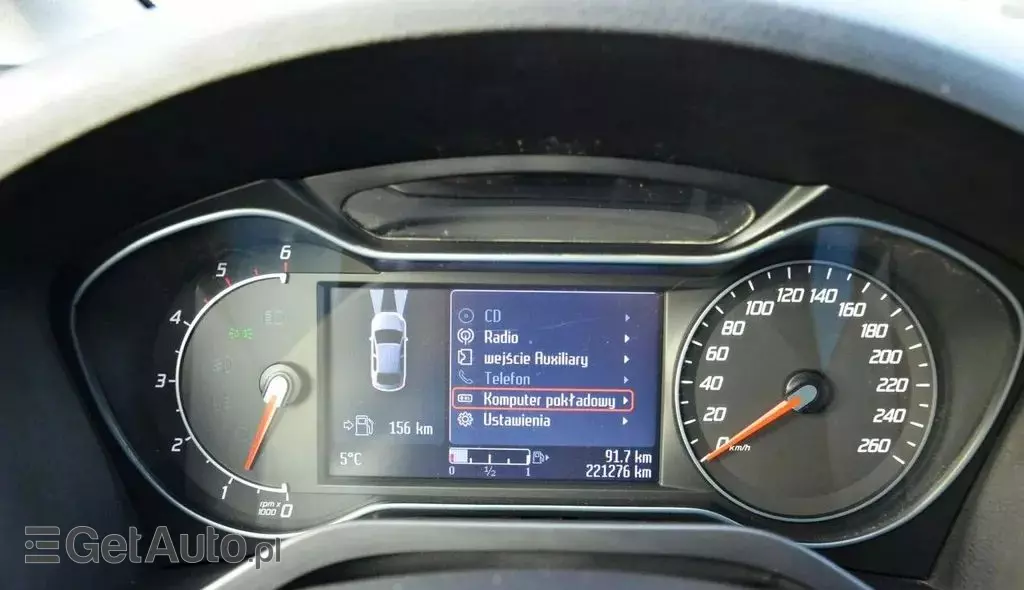 6
5
4
3
2
1
0
rpm x
1000
CD
Radio
wejście Auxiliary
Telefon
Komputer pokładowy
Ustawienia
156 km
5°C
0 1/2 1
91.7 km
221276 km
0
20
40
60
80
100
120
140
160
180
200
220
240
260
km/h
GetAuto.pl